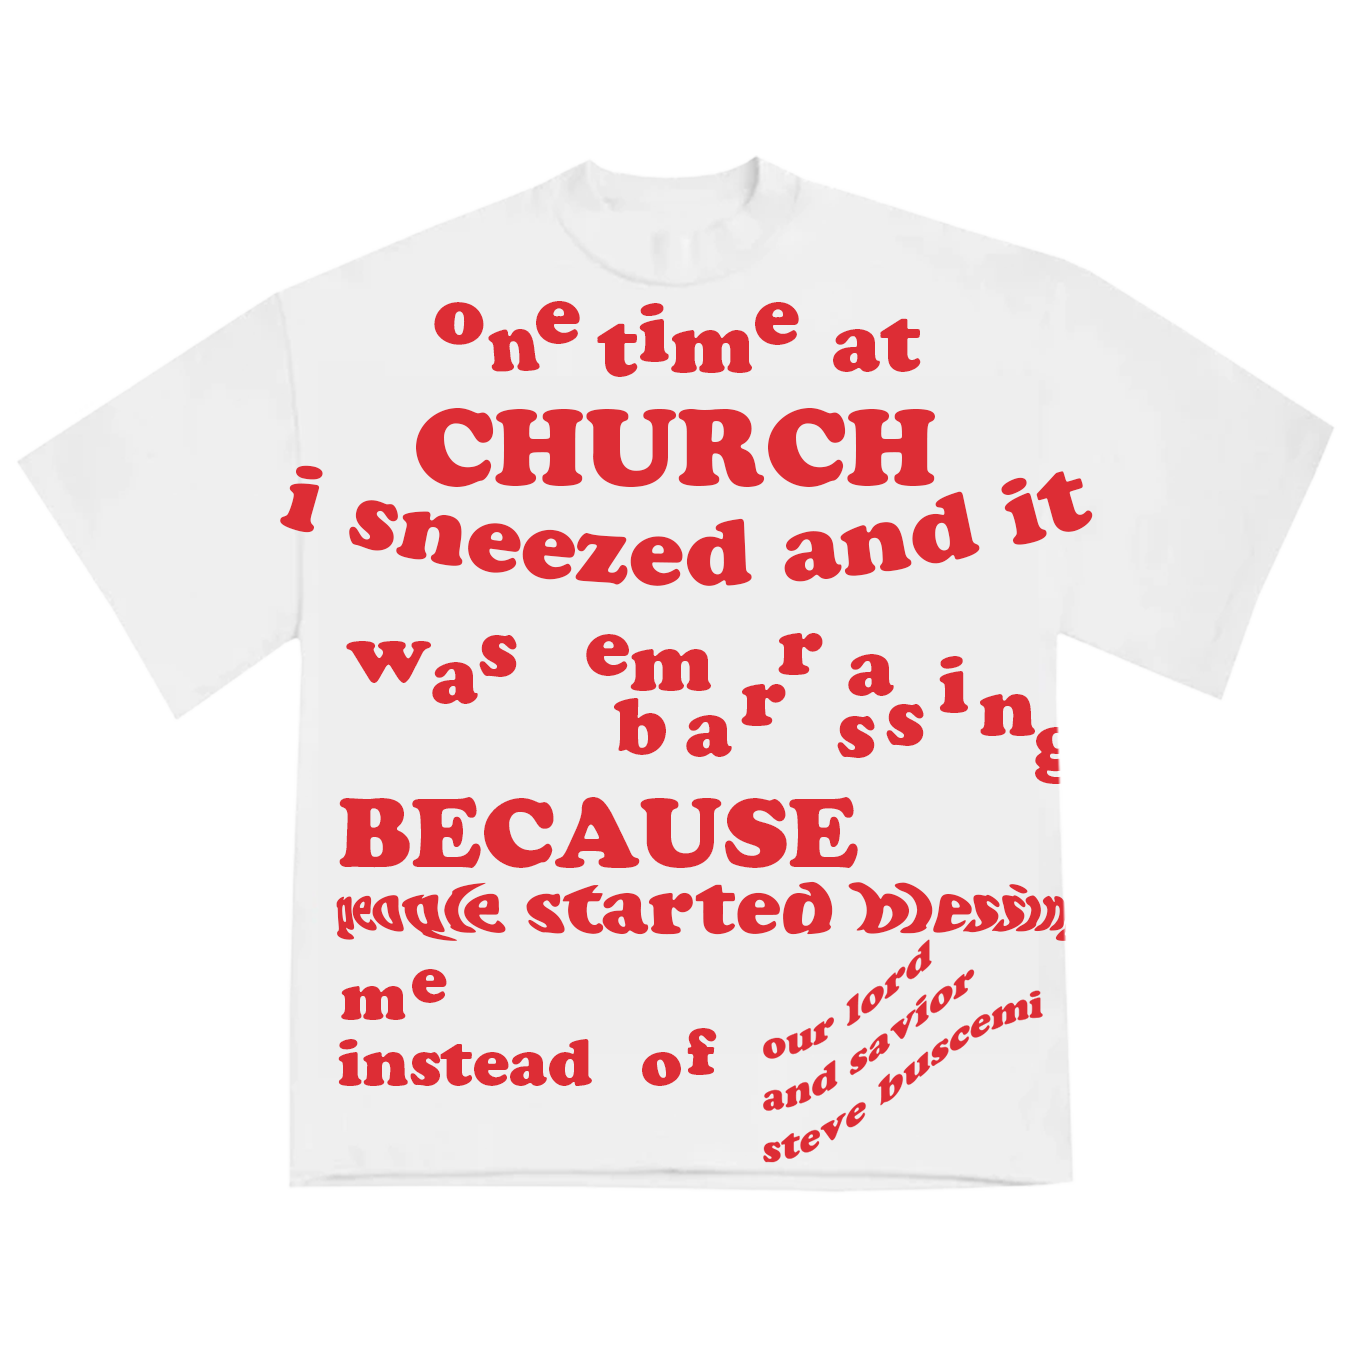 one time at
CHURCH
i sneezed and it
was embarrassing
BECAUSE
people started blessing
me
instead of
our lord
and savior
steve buscemi